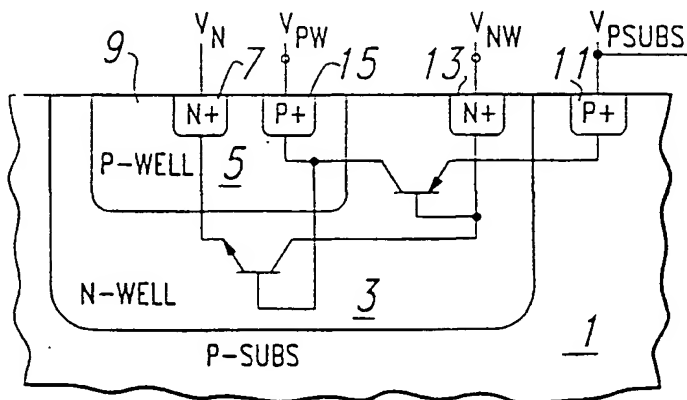 V_N V_PW V_NW V_PSUBS
9 7 15 13 11
N+ P+ N+ P+
P-WELL 5
N-WELL 3
P-SUBS 1